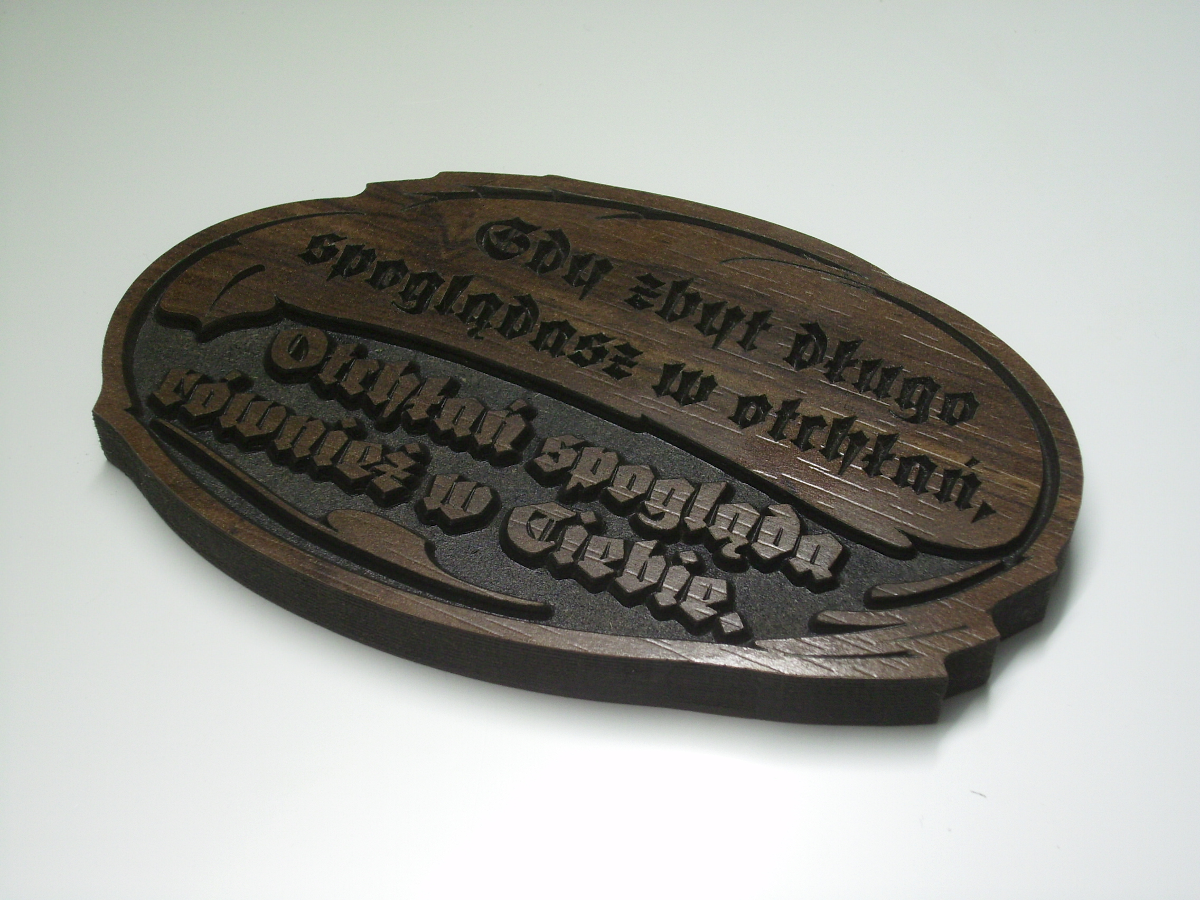 Gdy zbyt długo
spoglądasz w otchłań,
Otchłań spogląda
również w Ciebie.